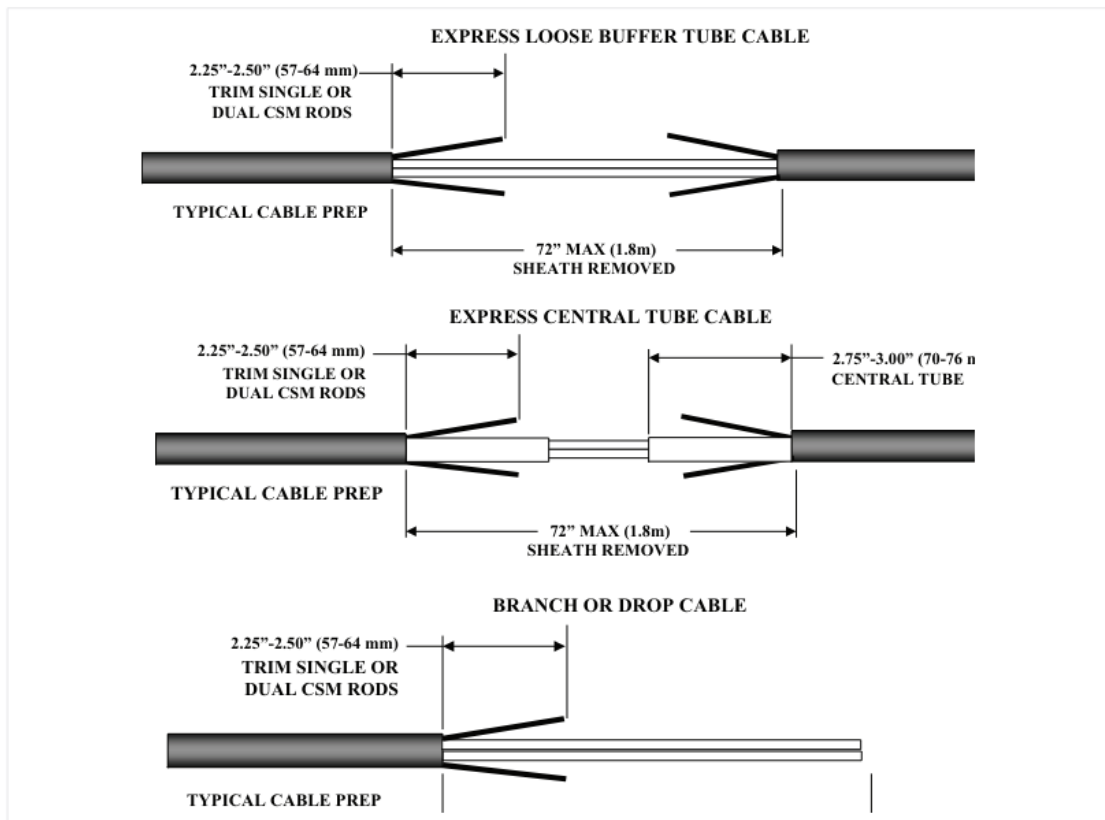 EXPRESS LOOSE BUFFER TUBE CABLE
2.25”-2.50” (57-64 mm)
TRIM SINGLE OR
DUAL CSM RODS
TYPICAL CABLE PREP
72” MAX (1.8m)
SHEATH REMOVED
EXPRESS CENTRAL TUBE CABLE
2.25”-2.50” (57-64 mm)
TRIM SINGLE OR
DUAL CSM RODS
2.75”-3.00” (70-76
CENTRAL TUBE
TYPICAL CABLE PREP
72” MAX (1.8m)
SHEATH REMOVED
BRANCH OR DROP CABLE
2.25”-2.50” (57-64 mm)
TRIM SINGLE OR
DUAL CSM RODS
TYPICAL CABLE PREP